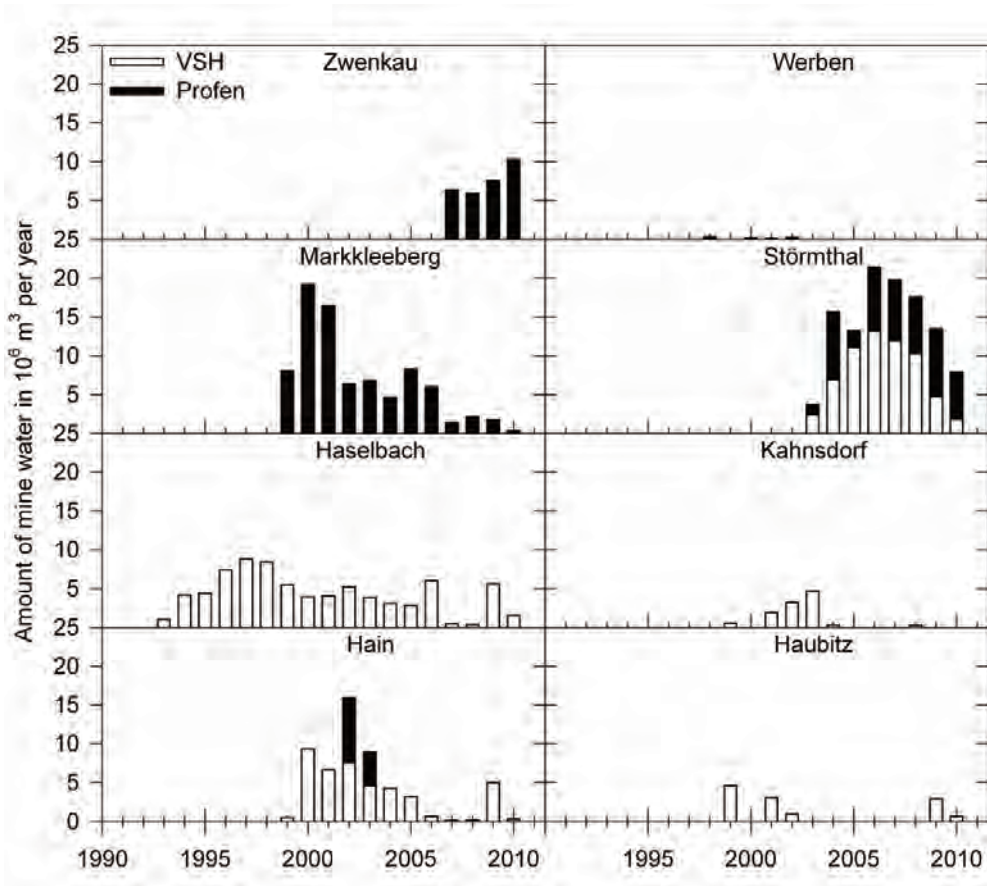 25
VSH
Zwenkau
Werben
20
Profen
15
10
5
25
Markkleeberg
Störmthal
20
15
10
5
25
Haselbach
Kahnsdorf
20
15
10
5
25
Hain
Haubitz
20
15
10
5
0
1990 1995 2000 2005 2010 1995 2000 2005 2010
Amount of mine water in 10⁶ m³ per year